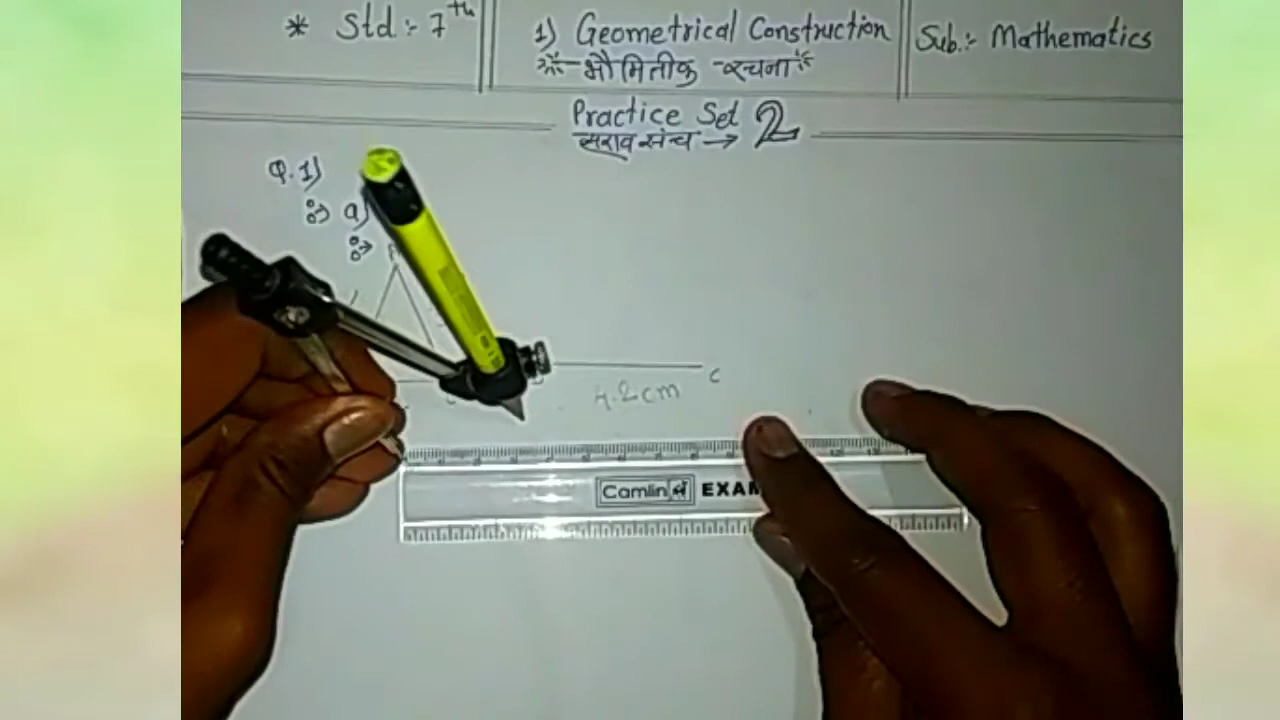 * Std :- 7th
1) Geometrical Construction
भौमितीक रचना
Sub.:- Mathematics
Practice Set 2
सराव संच → 2
Q.1)
a)
C
4.2cm
Camlin EXAM